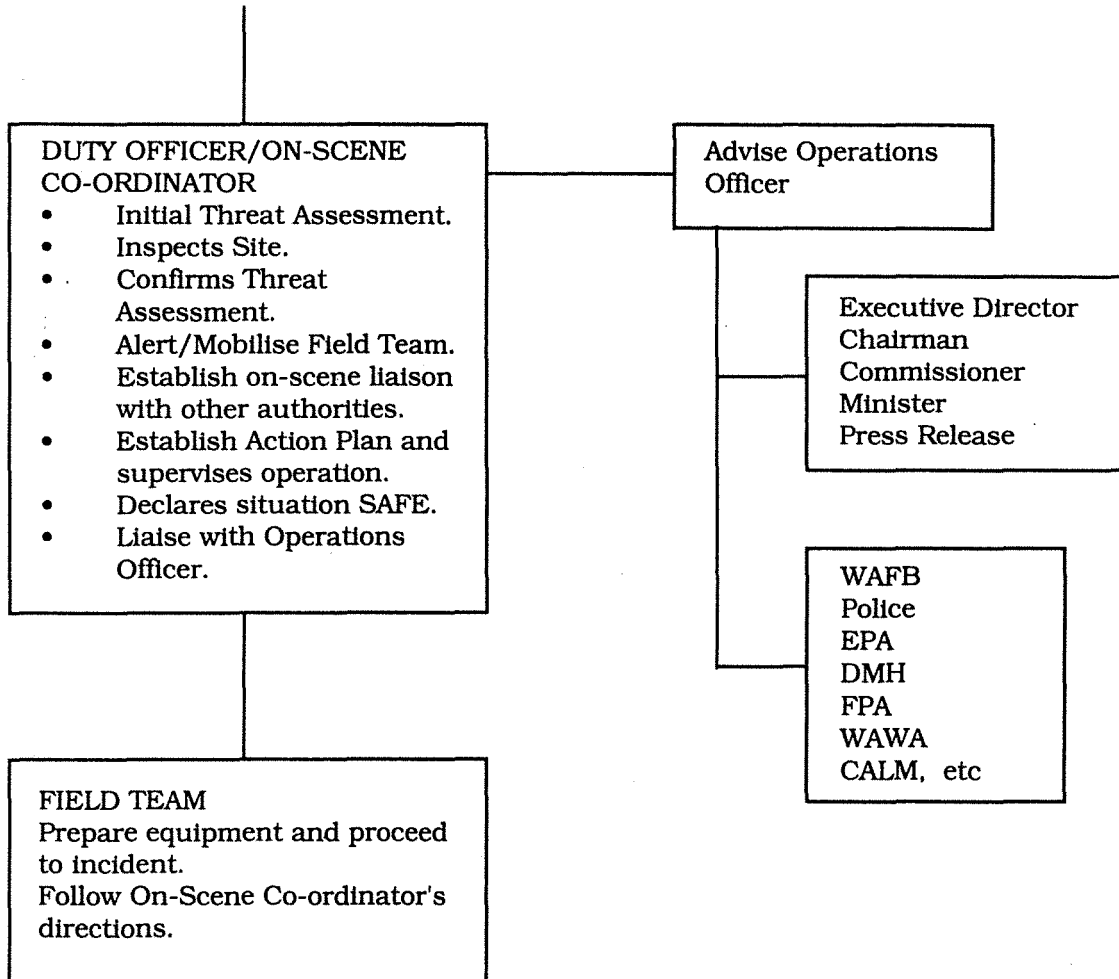 DUTY OFFICER/ON-SCENE
CO-ORDINATOR
• Initial Threat Assessment.
• Inspects Site.
• Confirms Threat
Assessment.
• Alert/Mobilise Field Team.
• Establish on-scene liaison
with other authorities.
• Establish Action Plan and
supervises operation.
• Declares situation SAFE.
• Liaise with Operations
Officer.
Advise Operations
Officer
Executive Director
Chairman
Commissioner
Minister
Press Release
WAFB
Police
EPA
DMH
FPA
WAWA
CALM, etc
FIELD TEAM
Prepare equipment and proceed
to incident.
Follow On-Scene Co-ordinator's
directions.